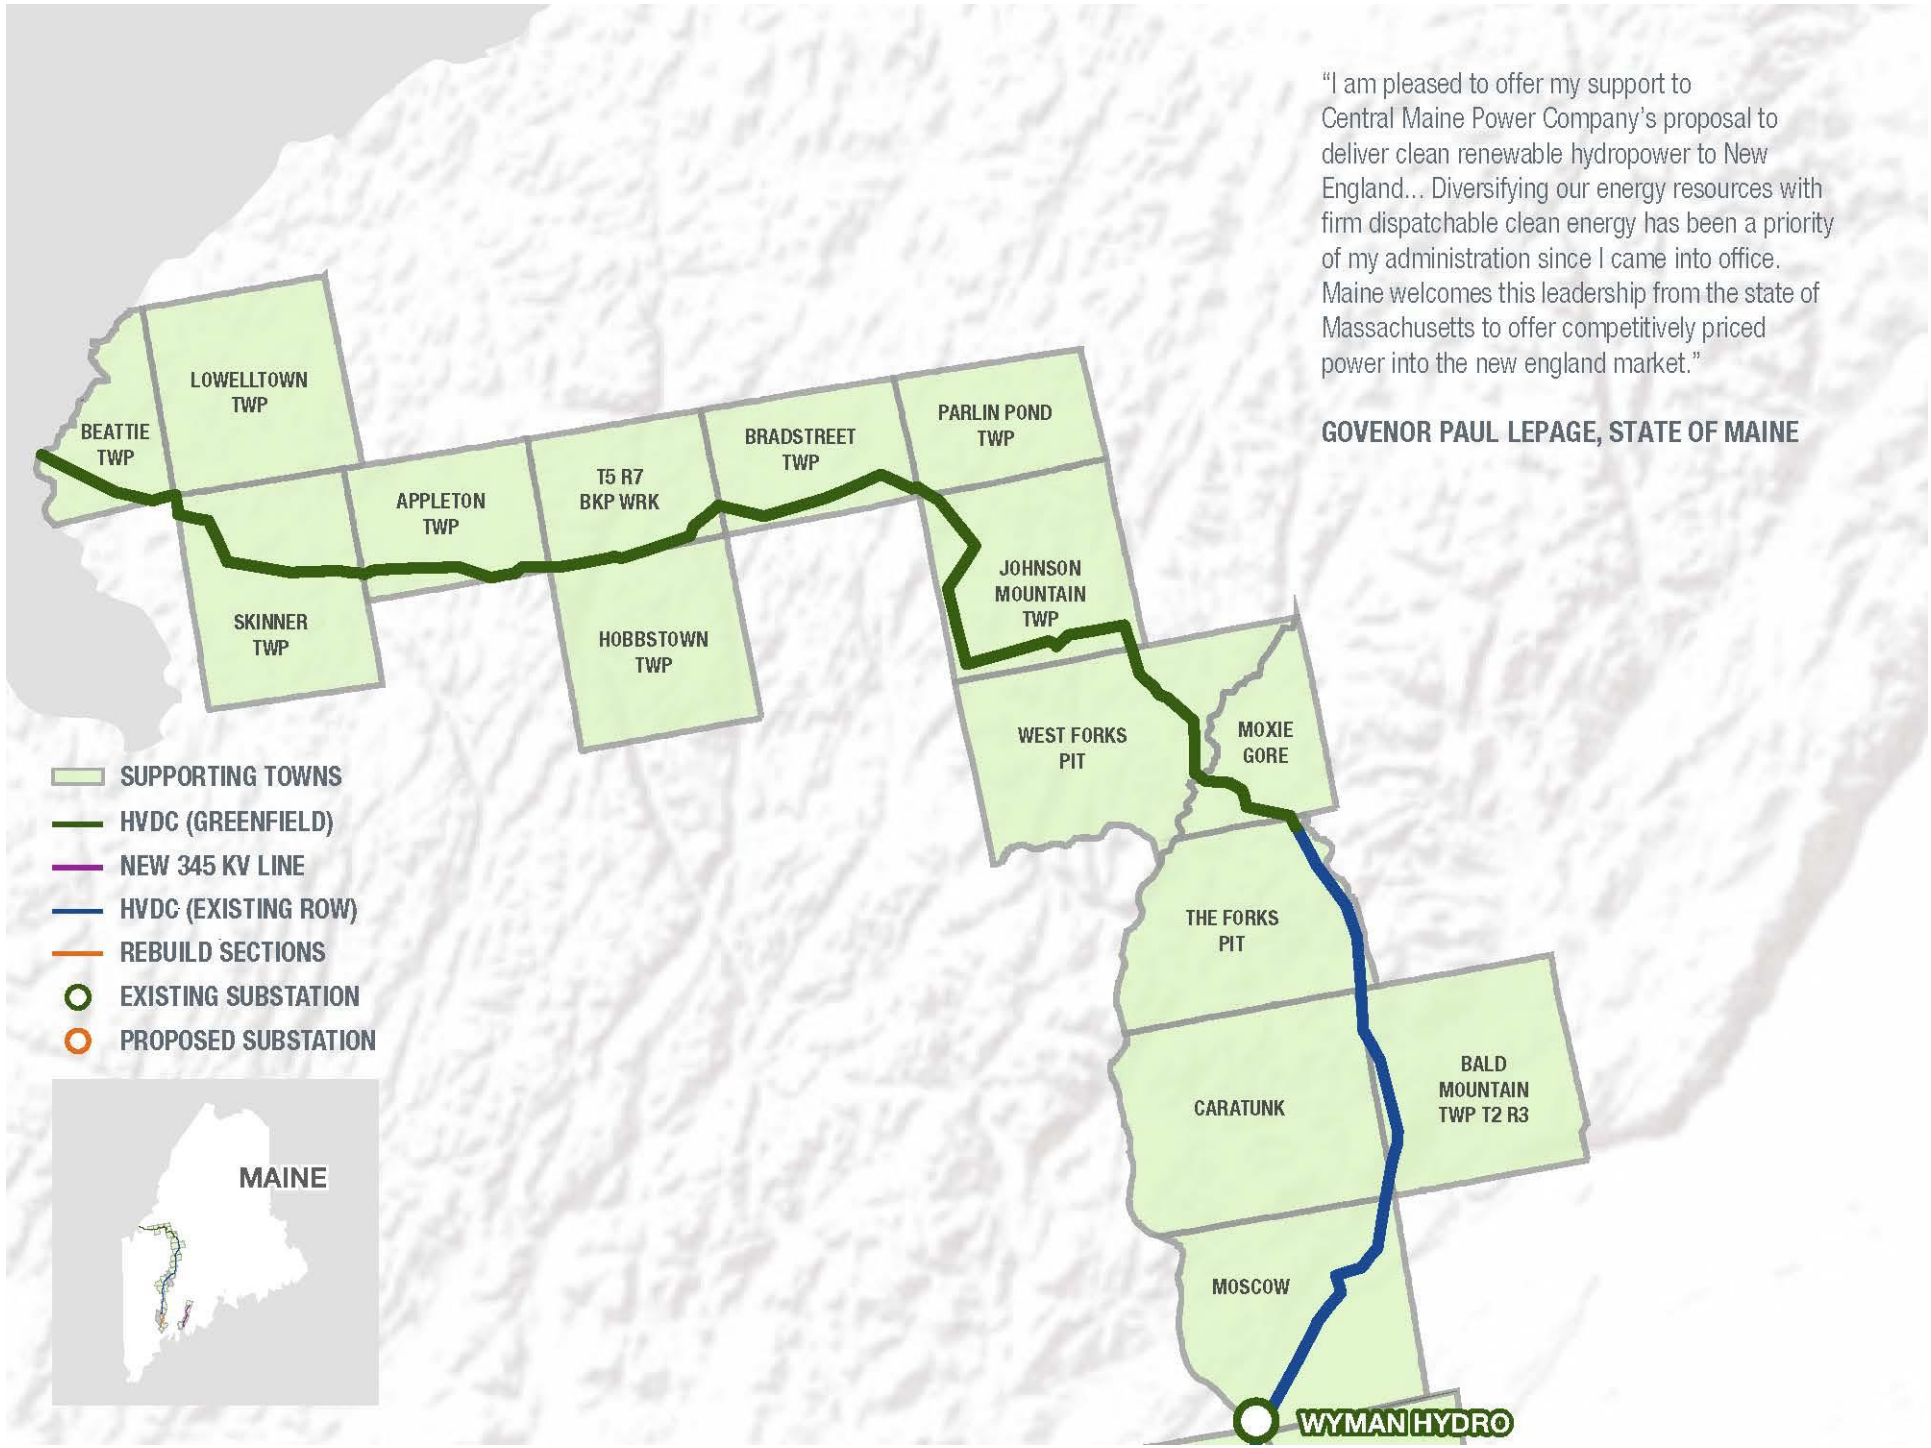 “I am pleased to offer my support to
Central Maine Power Company’s proposal to
deliver clean renewable hydropower to New
England... Diversifying our energy resources with
firm dispatchable clean energy has been a priority
of my administration since I came into office.
Maine welcomes this leadership from the state of
Massachusetts to offer competitively priced
power into the new england market.”
GOVENOR PAUL LEPAGE, STATE OF MAINE
LOWELLTOWN
TWP
BEATTIE
TWP
PARLIN POND
TWP
BRADSTREET
TWP
T5 R7
BKP WRK
APPLETON
TWP
JOHNSON
MOUNTAIN
TWP
SKINNER
TWP
HOBBSTOWN
TWP
WEST FORKS
PIT
MOXIE
GORE
THE FORKS
PIT
CARATUNK
BALD
MOUNTAIN
TWP T2 R3
MOSCOW
WYMAN HYDRO
SUPPORTING TOWNS
HVDC (GREENFIELD)
NEW 345 KV LINE
HVDC (EXISTING ROW)
REBUILD SECTIONS
EXISTING SUBSTATION
PROPOSED SUBSTATION
MAINE